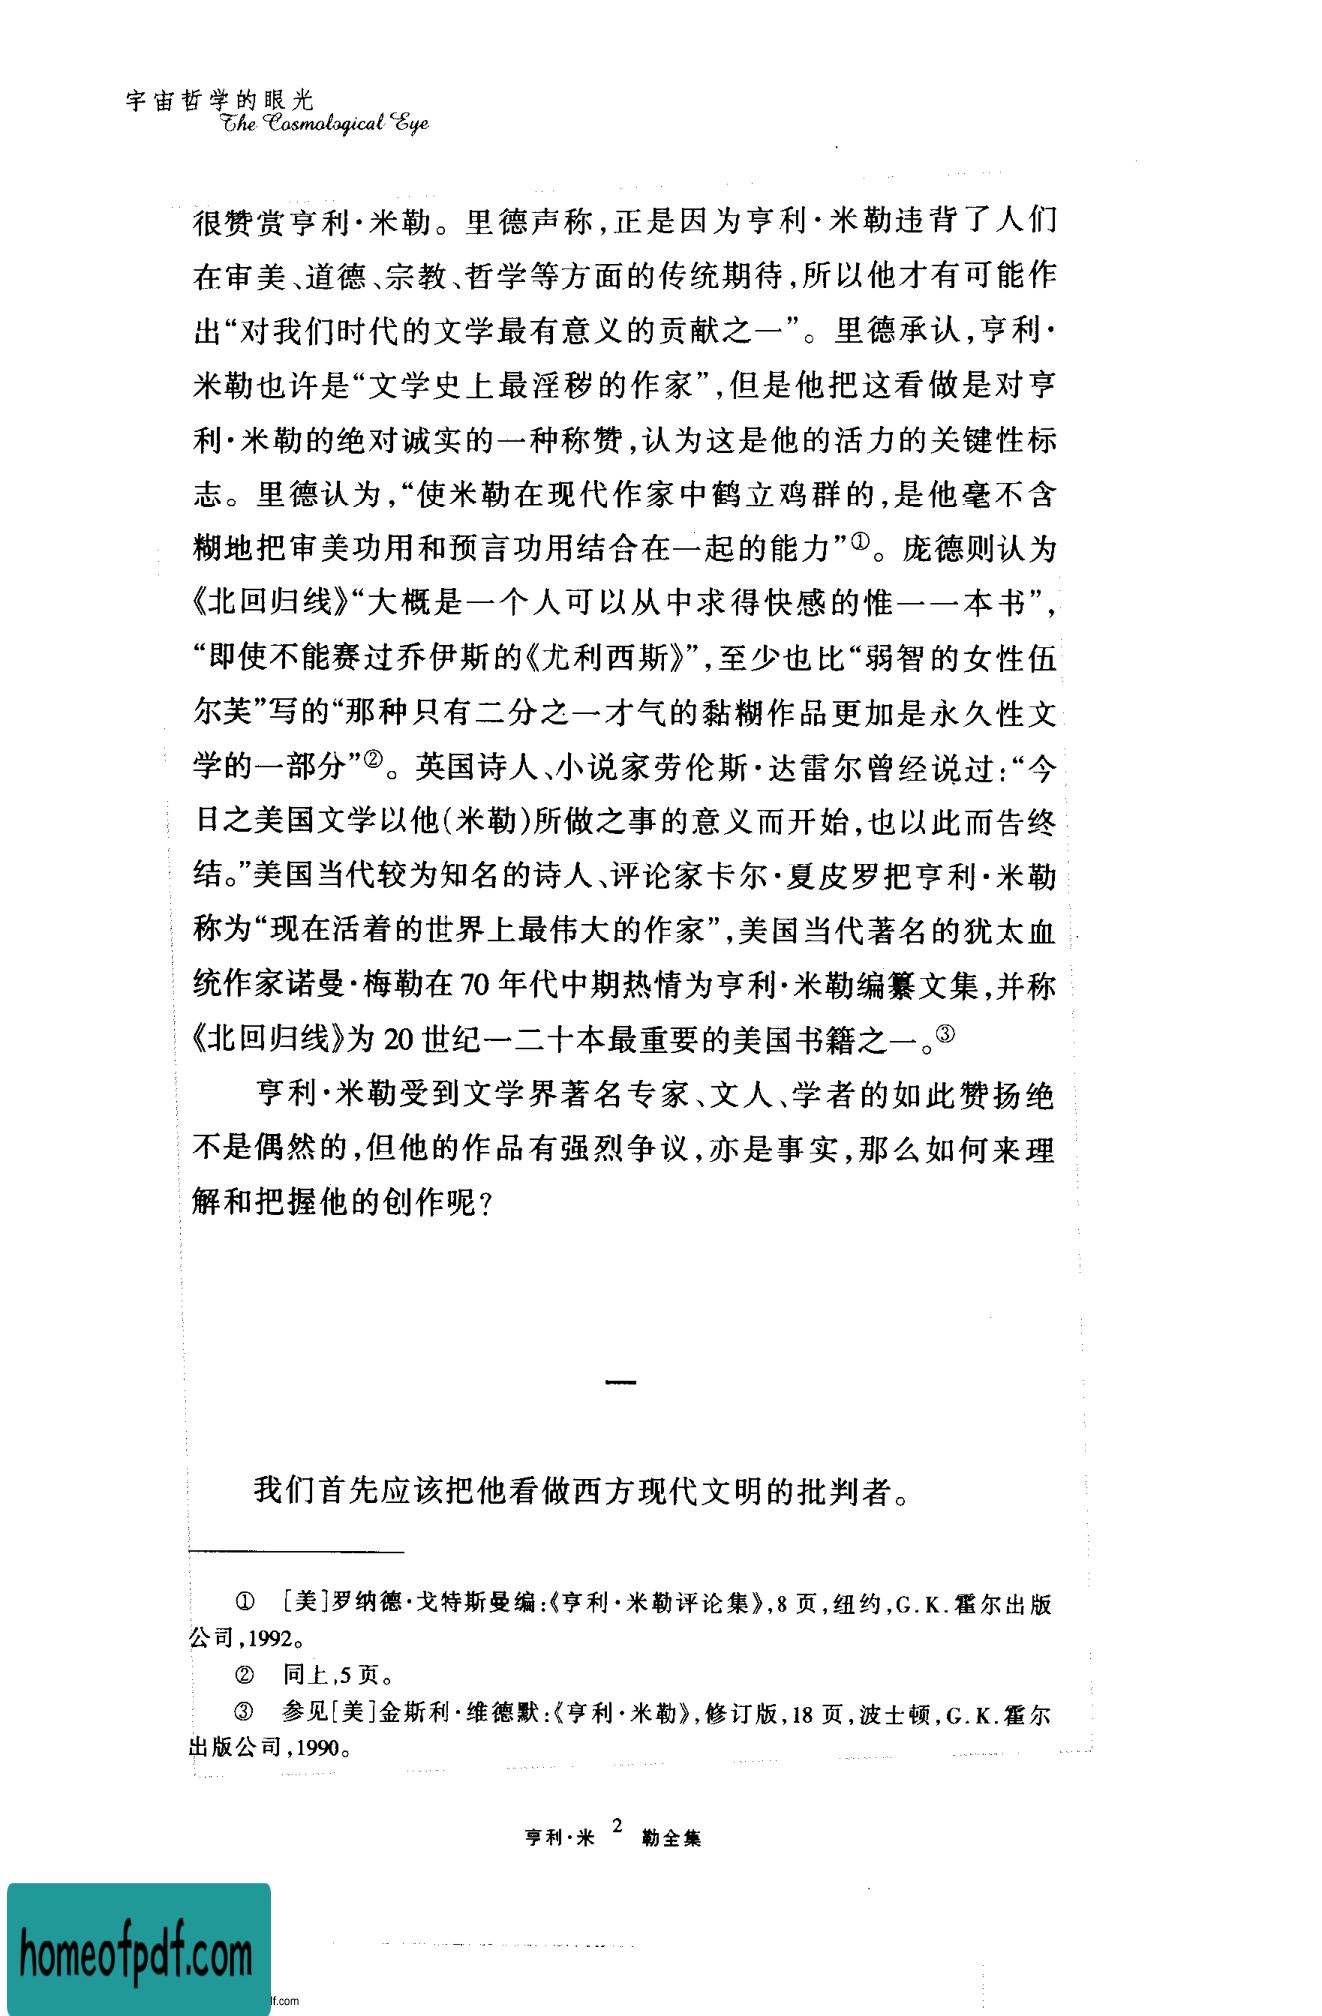 宇宙哲学的眼光
The Cosmological Eye
很赞赏亨利·米勒。里德声称,正是因为亨利·米勒违背了人们
在审美、道德、宗教、哲学等方面的传统期待,所以他才有可能作
出“对我们时代的文学最有意义的贡献之一”。里德承认,亨利·
米勒也许是“文学史上最淫秽的作家”,但是他把这看做是对亨
利·米勒的绝对诚实的一种称赞,认为这是他的活力的关键性标
志。里德认为,“使米勒在现代作家中鹤立鸡群的,是他毫不含
糊地把审美功用和预言功用结合在一起的能力”①。庞德则认为
《北回归线》“大概是一个人可以从中求得快感的惟一一本书”,
“即使不能赛过乔伊斯的《尤利西斯》”,至少也比“弱智的女性伍
尔芙”写的“那种只有二分之一才气的黏糊作品更加是永久性文
学的一部分”②。英国诗人、小说家劳伦斯·达雷尔曾经说过:“今
日之美国文学以他(米勒)所做之事的意义而开始,也以此而告终
结。”美国当代较为知名的诗人、评论家卡尔·夏皮罗把亨利·米勒
称为“现在活着的世界上最伟大的作家”,美国当代著名的犹太血
统作家诺曼·梅勒在 70 年代中期热情为亨利·米勒编纂文集,并称
《北回归线》为 20 世纪一二十本最重要的美国书籍之一。③
亨利·米勒受到文学界著名专家、文人、学者的如此赞扬绝
不是偶然的,但他的作品有强烈争议,亦是事实,那么如何来理
解和把握他的创作呢?
一
我们首先应该把他看做西方现代文明的批判者。
① [美]罗纳德·戈特斯曼编:《亨利·米勒评论集》,8 页,纽约,G.K.霍尔出版
公司,1992。
② 同上,5 页。
③ 参见[美]金斯利·维德默:《亨利·米勒》,修订版,18 页,波士顿,G.K.霍尔
出版公司,1990。
亨利·米 2 勒全集
homeofpdf.com
lf.com